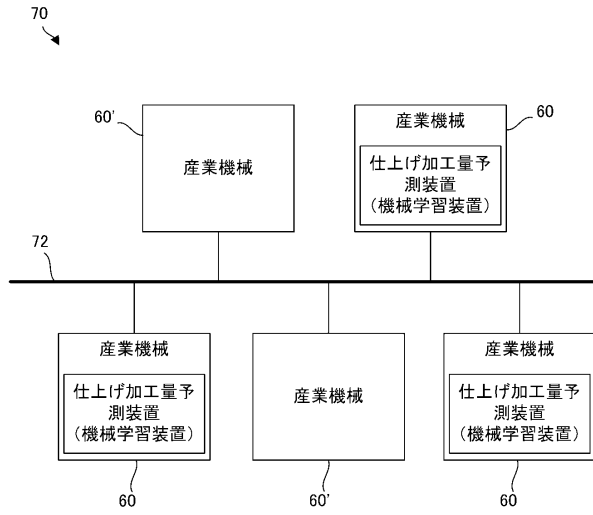 70
60'
産業機械
産業機械
仕上げ加工量予
測装置
(機械学習装置)
60
72
産業機械
仕上げ加工量予
測装置
(機械学習装置)
60
産業機械
60'
産業機械
仕上げ加工量予
測装置
(機械学習装置)
60